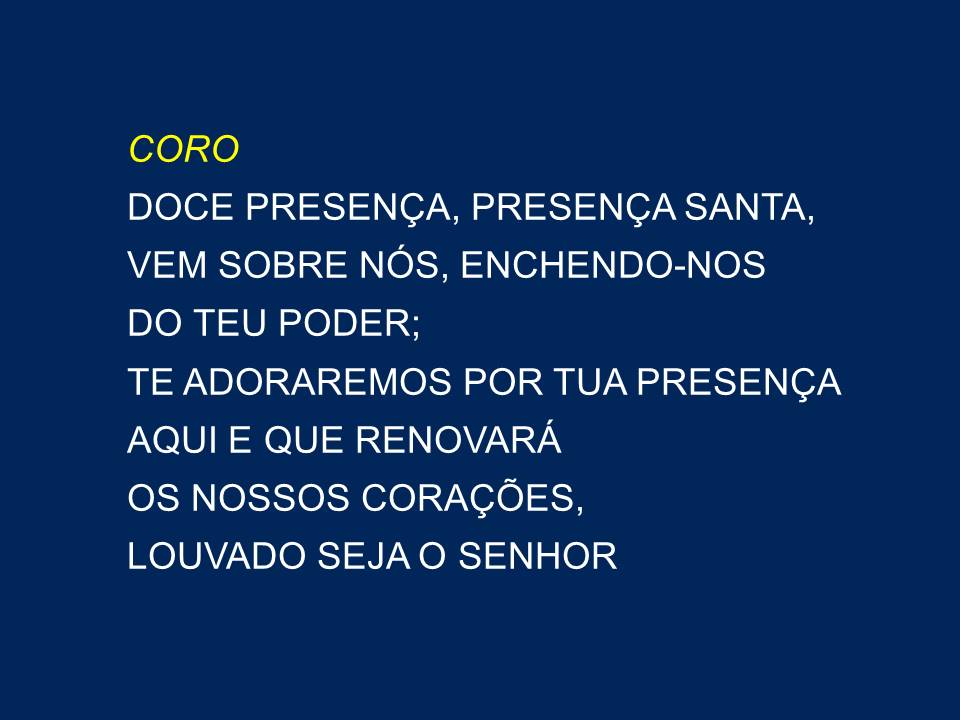 CORO
DOCE PRESENÇA, PRESENÇA SANTA,
VEM SOBRE NÓS, ENCHENDO-NOS
DO TEU PODER;
TE ADORAREMOS POR TUA PRESENÇA
AQUI E QUE RENOVARÁ
OS NOSSOS CORAÇÕES,
LOUVADO SEJA O SENHOR